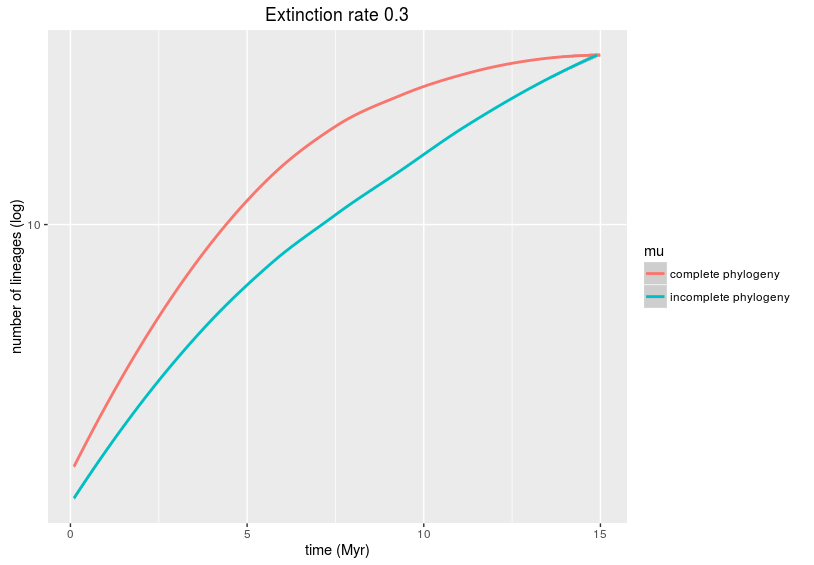 Extinction rate 0.3
number of lineages (log)
10
0
5
10
15
time (Myr)
mu
complete phylogeny
incomplete phylogeny